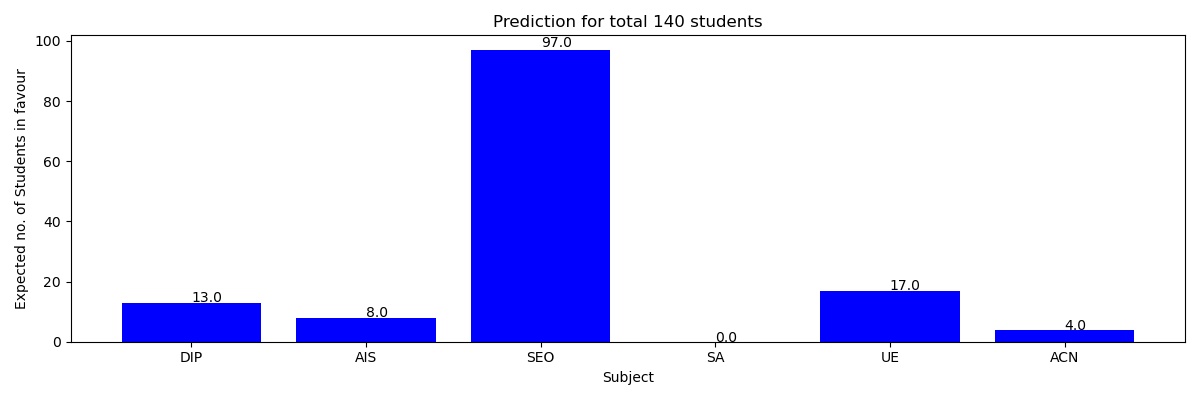 Prediction for total 140 students
Expected no. of Students in favour
100
80
60
40
20
0
13.0
8.0
97.0
0.0
17.0
4.0
DIP
AIS
SEO
SA
UE
ACN
Subject